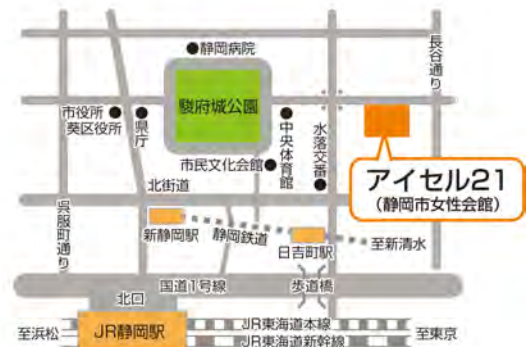 静岡病院
長谷通り
駿府城公園
市役所
葵区役所
県庁
中央体育館
水落交番
市民文化会館
アイセル21
(静岡市女性会館)
北街道
呉服町通り
新静岡駅
静岡鉄道
日吉町駅
至新清水
国道1号線
歩道橋
北口
至浜松
JR静岡駅
JR東海道本線
JR東海道新幹線
至東京